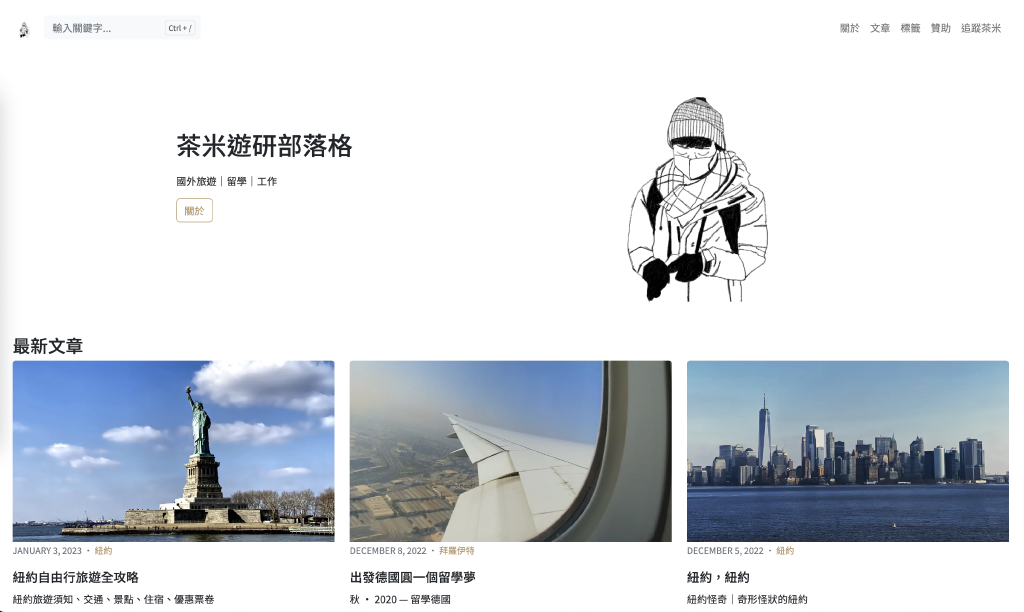 輸入關鍵字...
Ctrl + /
關於
文章
標籤
贊助
追蹤茶米
茶米遊研部落格
國外旅遊｜留學｜工作
關於
最新文章
JANUARY 3, 2023 ・ 紐約
紐約自由行旅遊全攻略
紐約旅遊須知、交通、景點、住宿、優惠票卷
DECEMBER 8, 2022 ・ 拜羅伊特
出發德國圓一個留學夢
秋 ・ 2020 — 留學德國
DECEMBER 5, 2022 ・ 紐約
紐約，紐約
紐約怪奇｜奇形怪狀的紐約